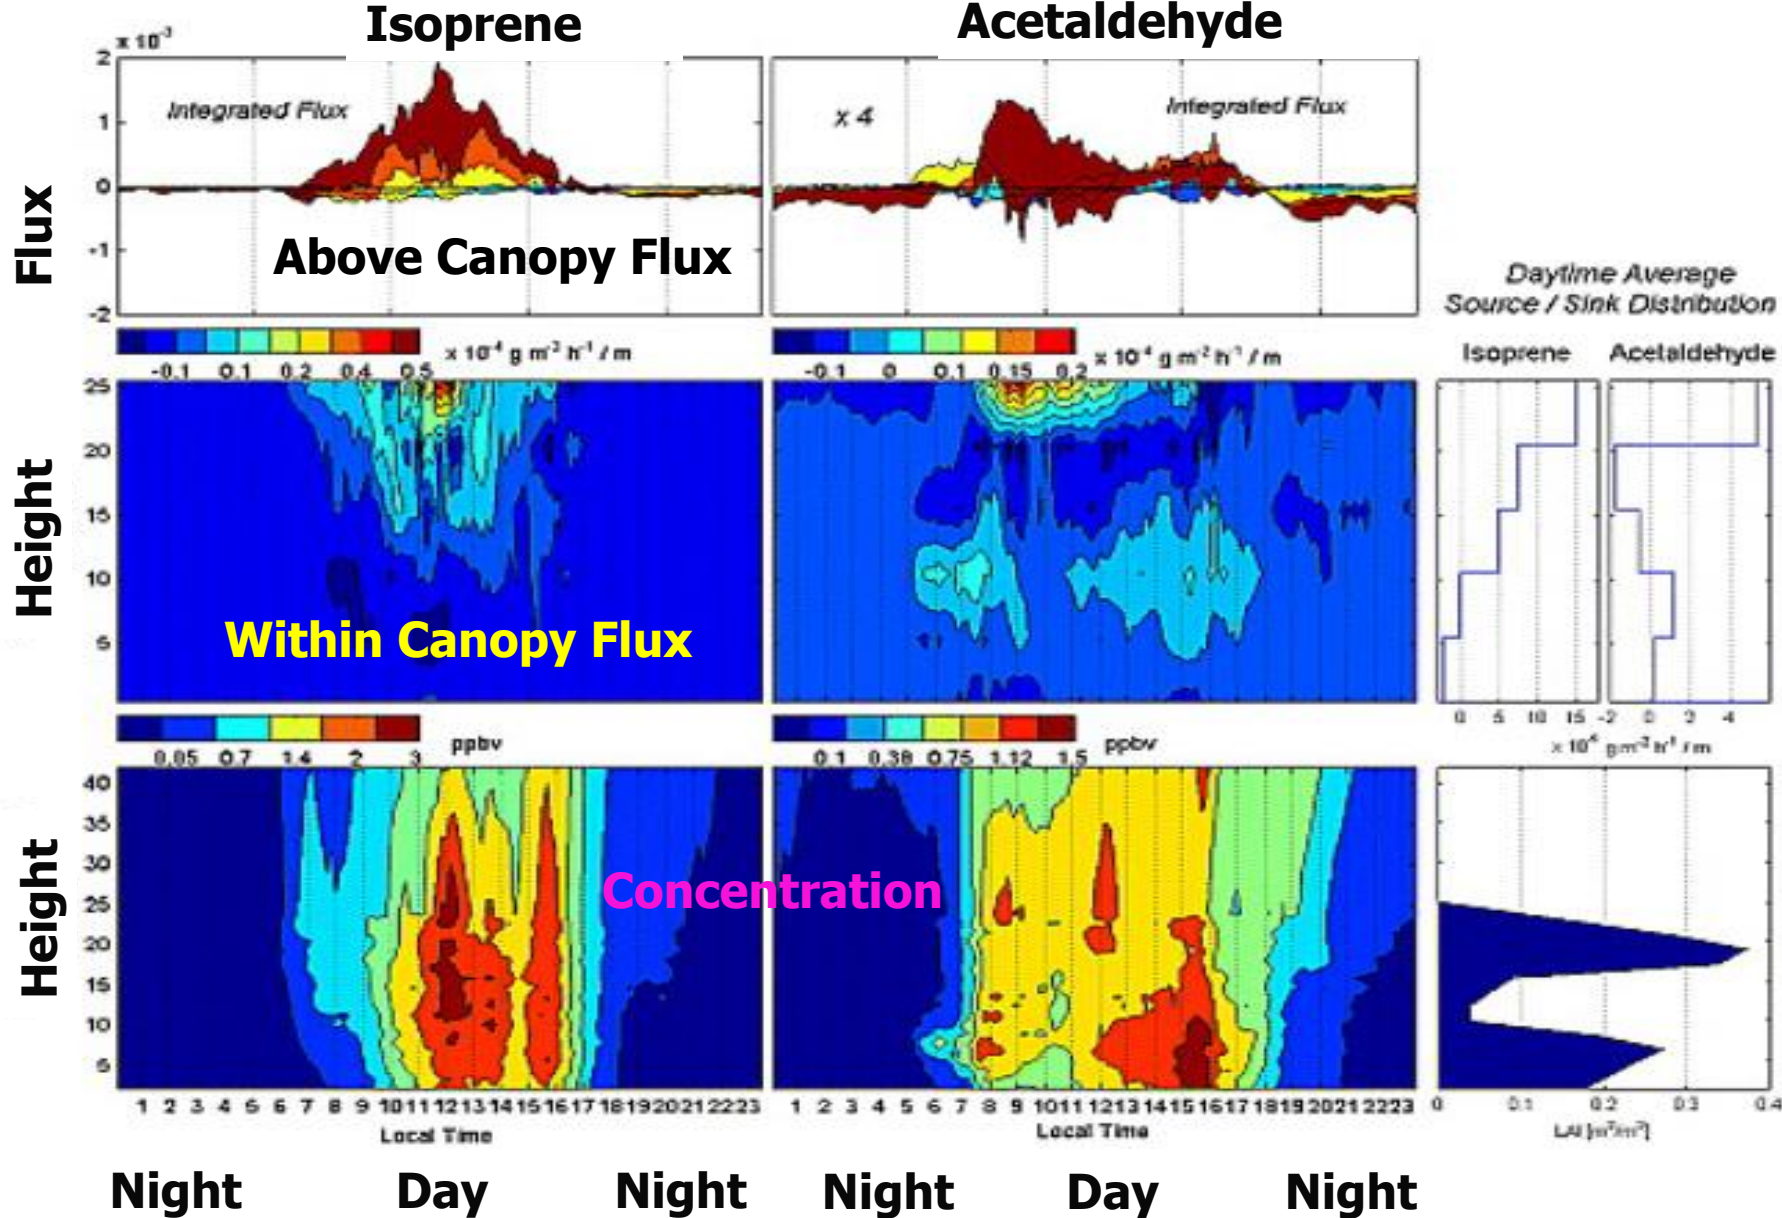 Isoprene
Acetaldehyde
x 10⁻³
2
1
0
-1
-2
Integrated Flux
x 4
Integrated Flux
Flux
Above Canopy Flux
Daytime Average
Source / Sink Distribution
-0.1 0.1 0.2 0.4 0.5
x 10⁻⁴ g m⁻³ h⁻¹ / m
-0.1 0 0.1 0.15 0.2
x 10⁻⁴ g m⁻² h⁻¹ / m
Isoprene
Acetaldehyde
Height
25
20
15
10
5
Within Canopy Flux
0 5 10 15
-2 0 2 4
ppbv
0.7 1.4 2 3
ppbv
0.1 0.38 0.75 1.12 1.5
Height
40
35
30
25
20
15
10
5
Concentration
1 2 3 4 5 6 7 8 9 10 11 12 13 14 15 16 17 18 19 20 21 22 23
1 2 3 4 5 6 7 8 9 10 11 12 13 14 15 16 17 18 19 20 21 22 23
0 0.1 0.2 0.3 0.4
Local Time
Local Time
LAI [m²/m²]
Night Day Night Night Day Night